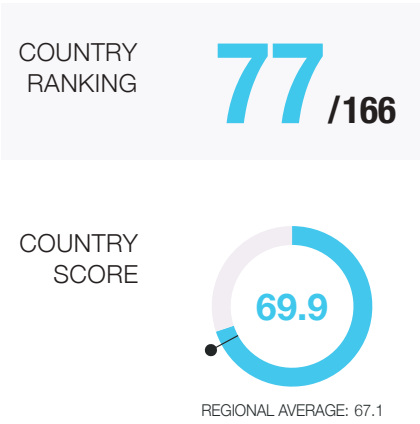 COUNTRY
RANKING
77/166
COUNTRY
SCORE
69.9
REGIONAL AVERAGE: 67.1